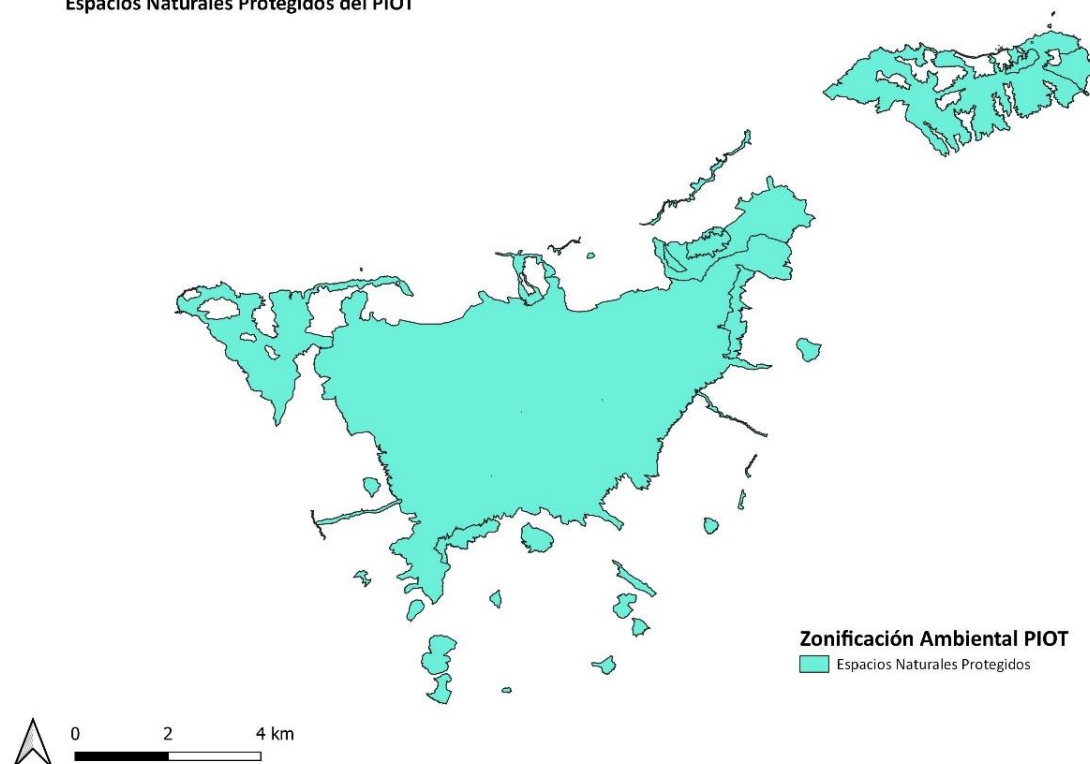 Espacios Naturales Protegidos del PIOT
Zonificación Ambiental PIOT
Espacios Naturales Protegidos
0 2 4 km